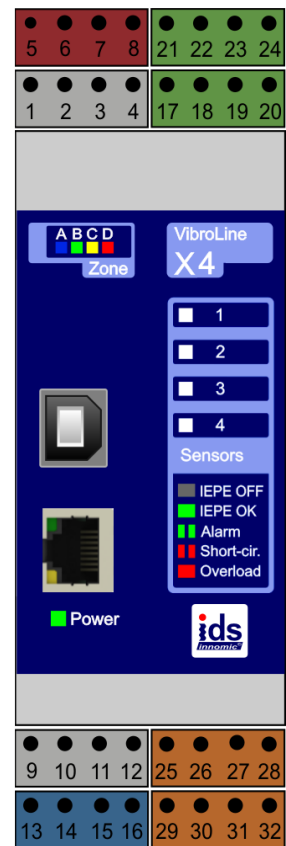 5 6 7 8 21 22 23 24
1 2 3 4 17 18 19 20
A B C D
Zone
VibroLine
X4
1
2
3
4
Sensors
IEPE OFF
IEPE OK
Alarm
Short-cir.
Overload
Power
ids
innomic
9 10 11 12 25 26 27 28
13 14 15 16 29 30 31 32